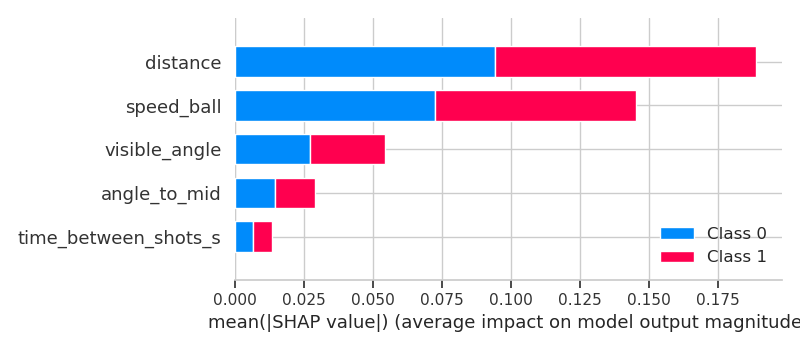 distance
speed_ball
visible_angle
angle_to_mid
time_between_shots_s
Class 0
Class 1
0.000 0.025 0.050 0.075 0.100 0.125 0.150 0.175
mean(|SHAP value|) (average impact on model output magnitude